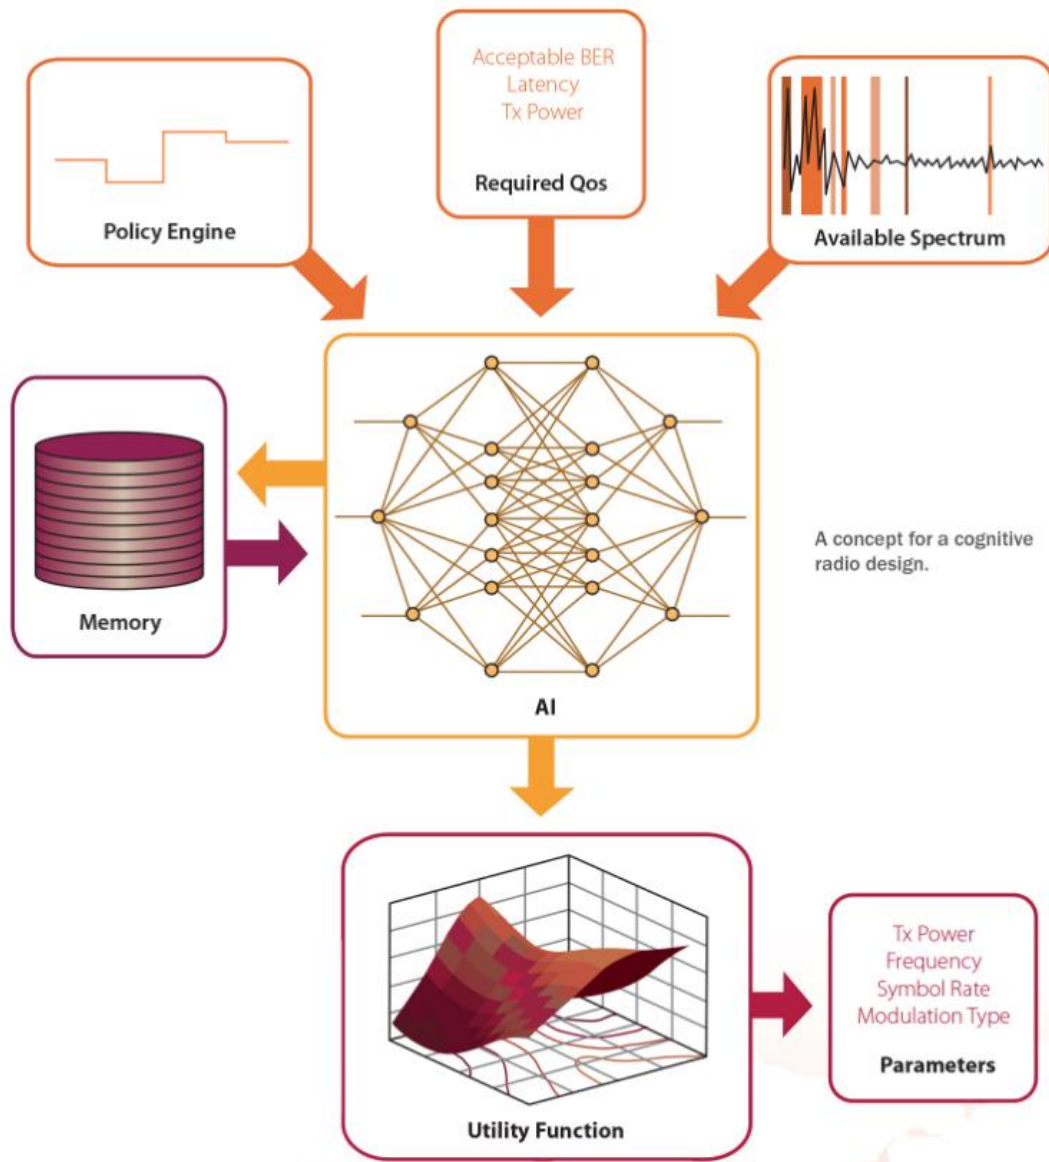 Acceptable BER
Latency
Tx Power
Required Qos
Policy Engine
Available Spectrum
Memory
AI
A concept for a cognitive
radio design.
Utility Function
Tx Power
Frequency
Symbol Rate
Modulation Type
Parameters